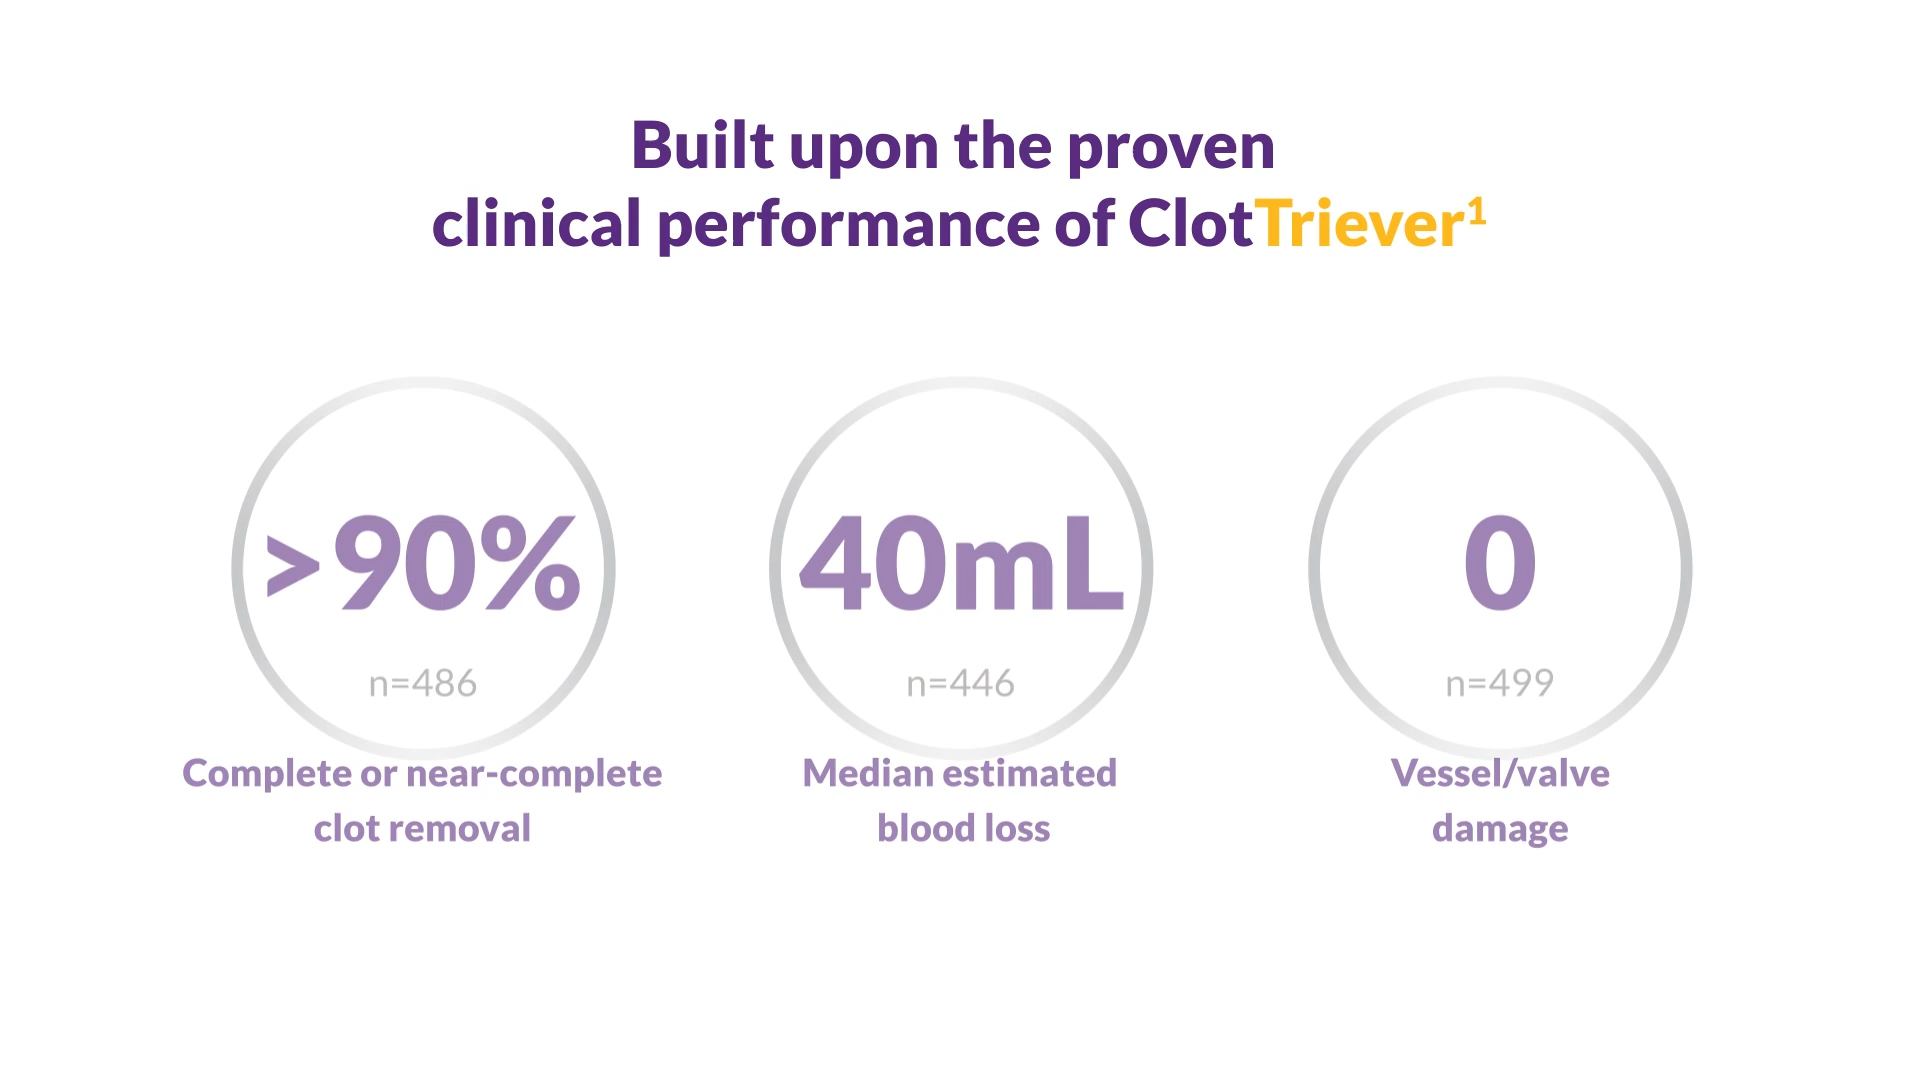 Built upon the proven
clinical performance of ClotTriever¹
>90%
n=486
Complete or near-complete
clot removal
40mL
n=446
Median estimated
blood loss
0
n=499
Vessel/valve
damage